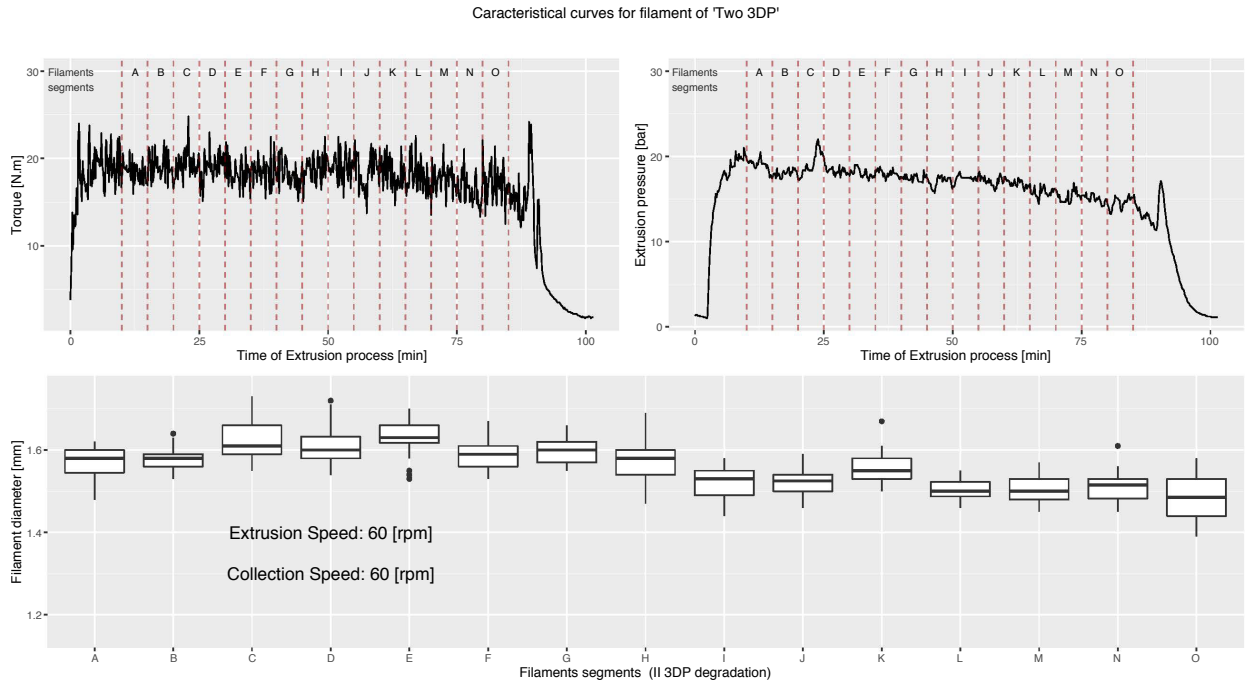 Caracteristical curves for filament of 'Two 3DP'
Filaments segments
A B C D E F G H I J K L M N O
30
20
10
Torque [N.m]
0 25 50 75 100
Time of Extrusion process [min]
Filaments segments
A B C D E F G H I J K L M N O
30
20
10
0
Extrusion pressure [bar]
0 25 50 75 100
Time of Extrusion process [min]
1.6
1.4
1.2
Filament diameter [mm]
Extrusion Speed: 60 [rpm]
Collection Speed: 60 [rpm]
A B C D E F G H I J K L M N O
Filaments segments (II 3DP degradation)